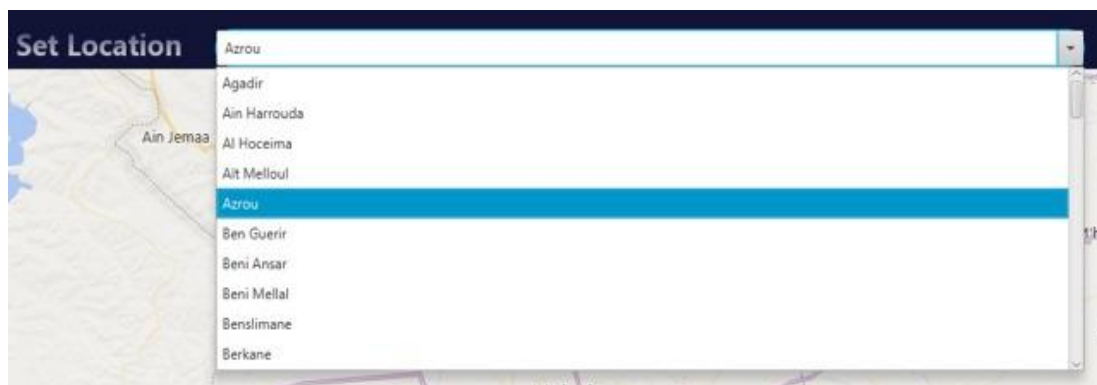 Set Location
Azrou
Agadir
Ain Harrouda
Ain Jemaa
Al Hoceima
Ait Melloul
Azrou
Ben Guerir
Beni Ansar
Beni Mellal
Benslimane
Berkane